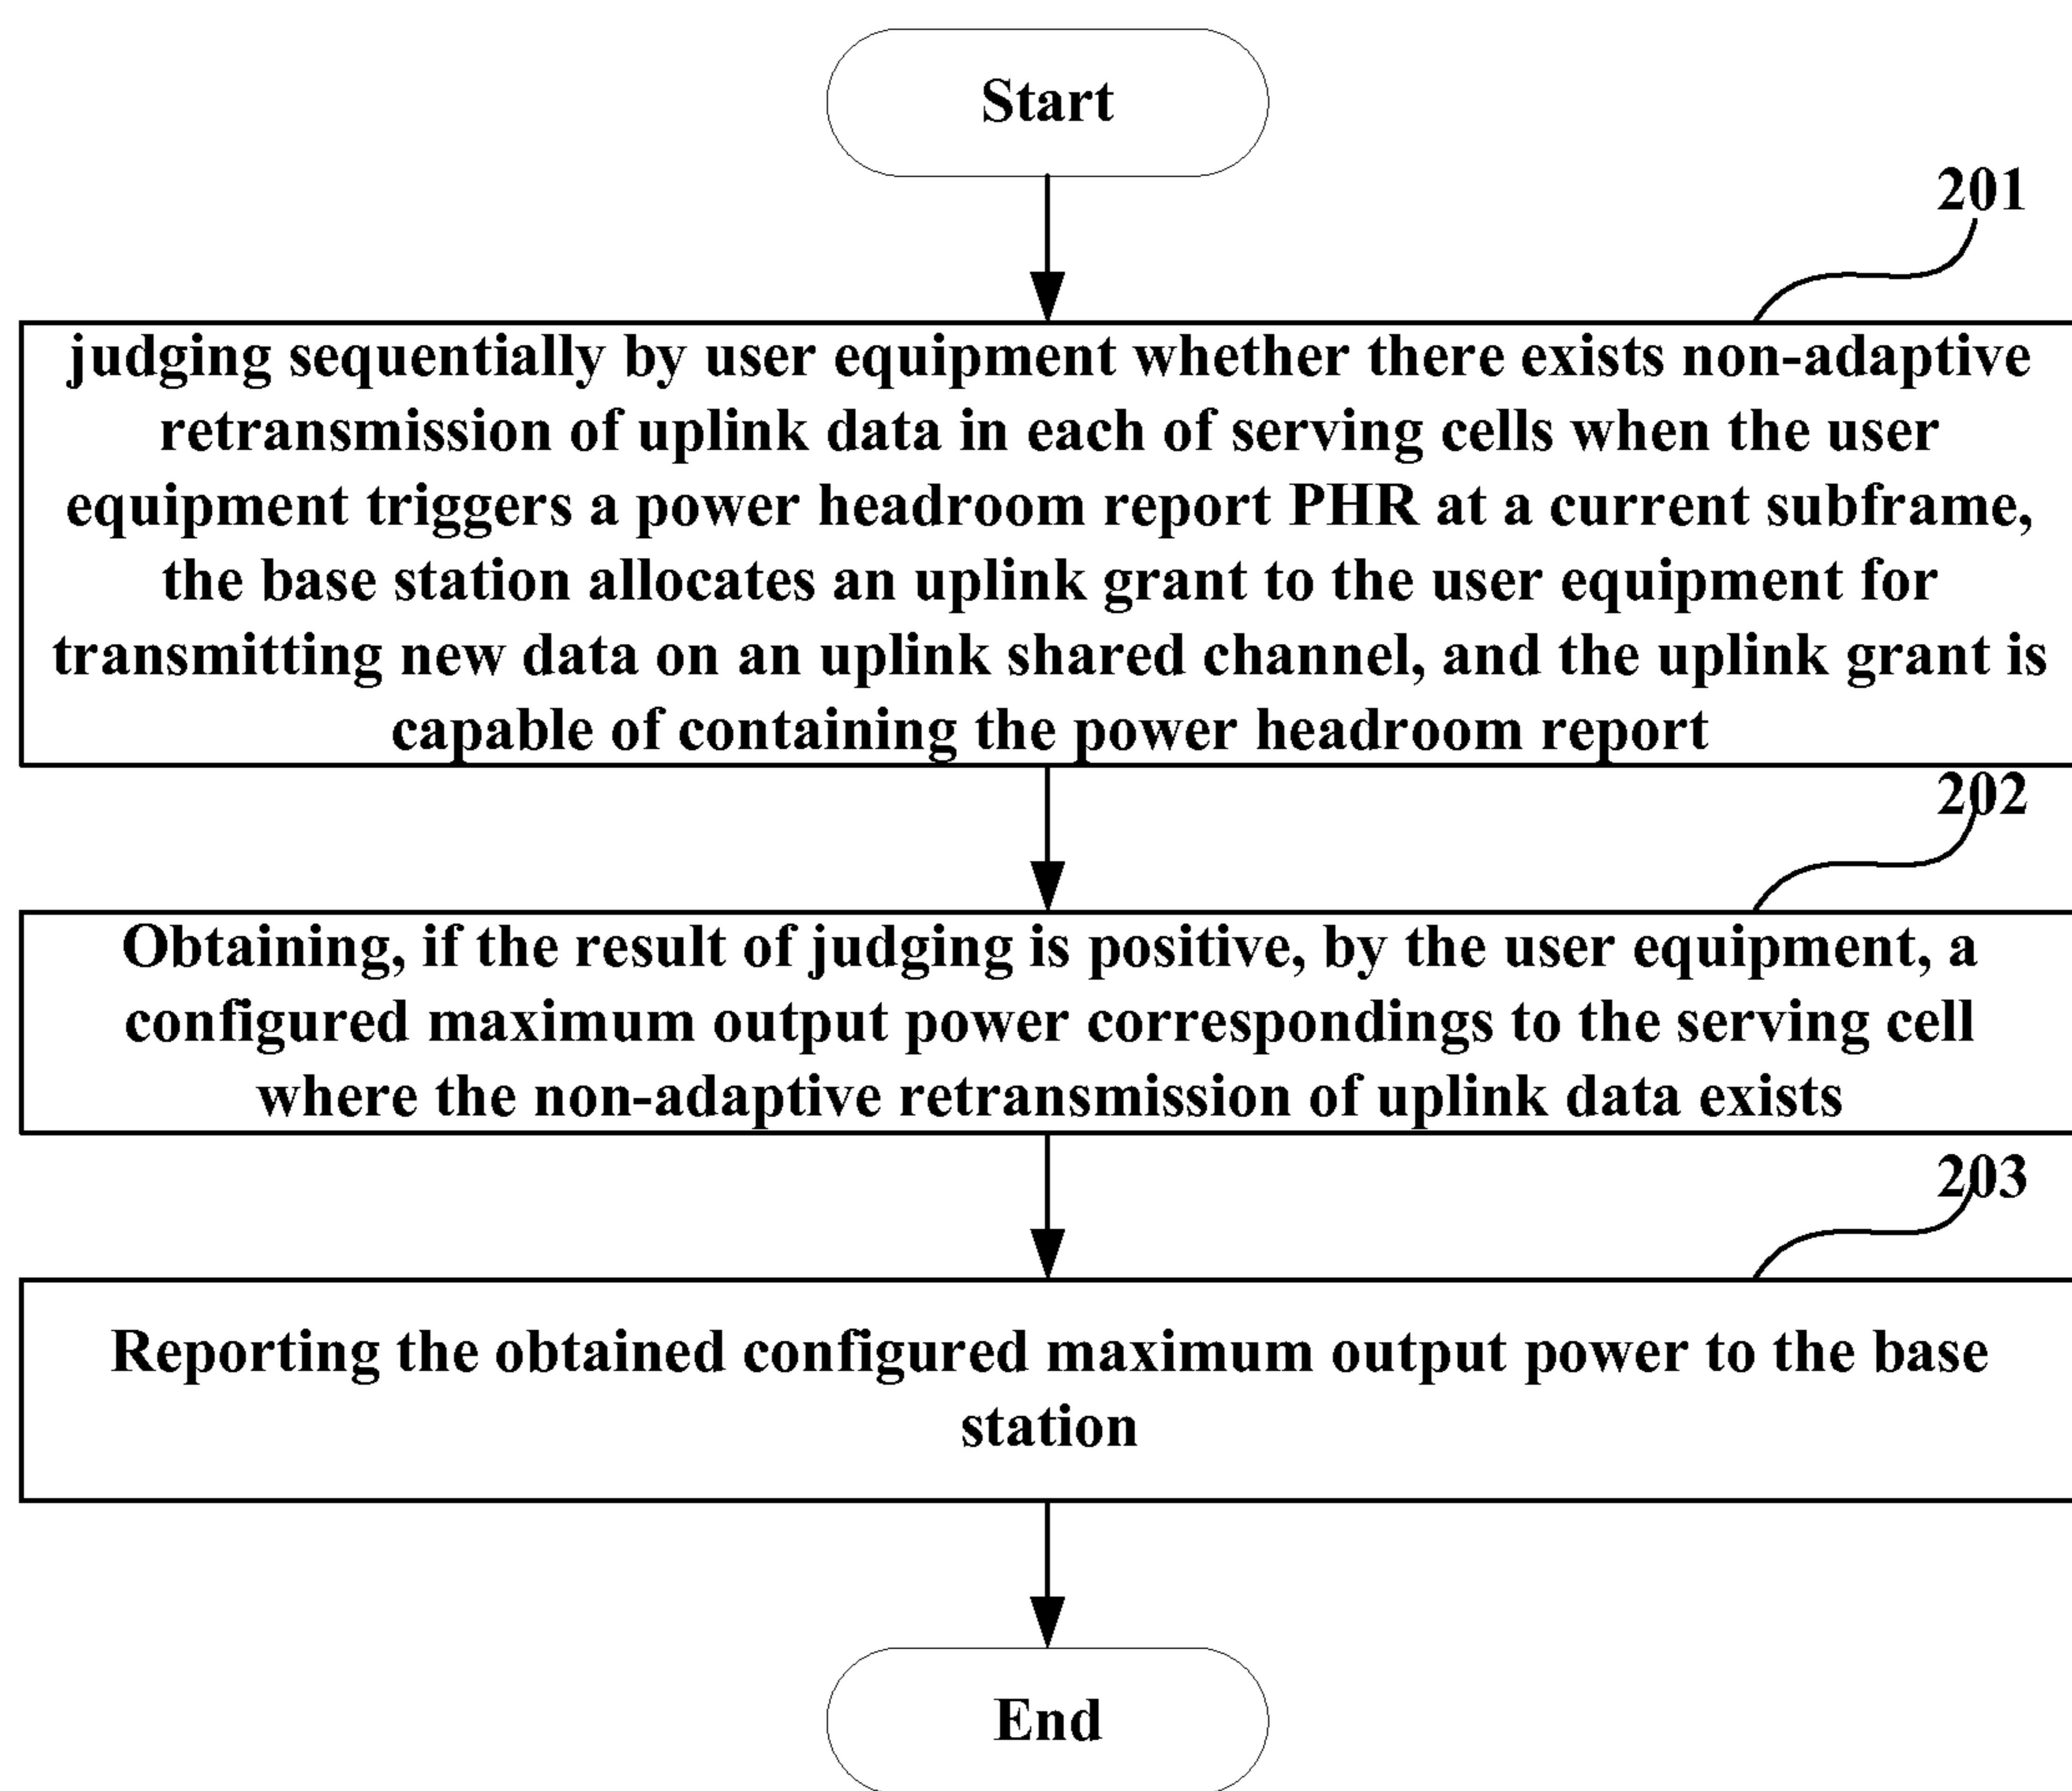 Start
201
judging sequentially by user equipment whether there exists non-adaptive
retransmission of uplink data in each of serving cells when the user
equipment triggers a power headroom report PHR at a current subframe,
the base station allocates an uplink grant to the user equipment for
transmitting new data on an uplink shared channel, and the uplink grant is
capable of containing the power headroom report
202
Obtaining, if the result of judging is positive, by the user equipment, a
configured maximum output power correspondings to the serving cell
where the non-adaptive retransmission of uplink data exists
203
Reporting the obtained configured maximum output power to the base
station
End